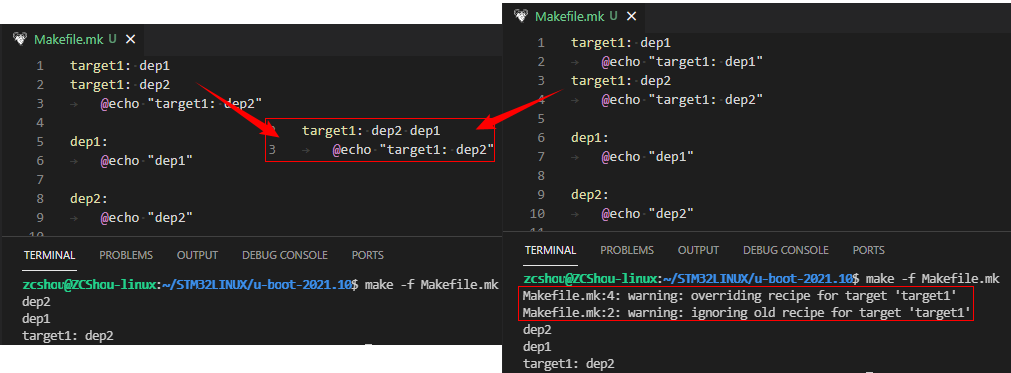 Makefile.mk U ×
1 target1: dep1
2 target1: dep2
3 → @echo "target1: dep2"
4
5 dep1:
6 → @echo "dep1"
7
8 dep2:
9 → @echo "dep2"
10
TERMINAL PROBLEMS OUTPUT DEBUG CONSOLE PORTS
zcshou@ZCShou-linux:~/STM32LINUX/u-boot-2021.10$ make -f Makefile.mk
dep2
dep1
target1: dep2
target1: dep2 dep1
3 → @echo "target1: dep2"
Makefile.mk U ×
1 target1: dep1
2 → @echo "target1: dep1"
3 target1: dep2
4 → @echo "target1: dep2"
5
6 dep1:
7 → @echo "dep1"
8
9 dep2:
10 → @echo "dep2"
11
TERMINAL PROBLEMS OUTPUT DEBUG CONSOLE PORTS
zcshou@ZCShou-linux:~/STM32LINUX/u-boot-2021.10$ make -f Makefile.mk
Makefile.mk:4: warning: overriding recipe for target 'target1'
Makefile.mk:2: warning: ignoring old recipe for target 'target1'
dep2
dep1
target1: dep2